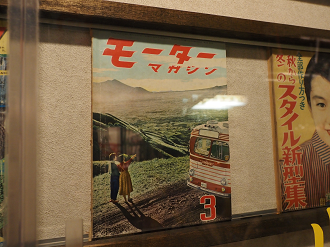 モーター
マガジン
3
秋から
冬への
スタイル新型集